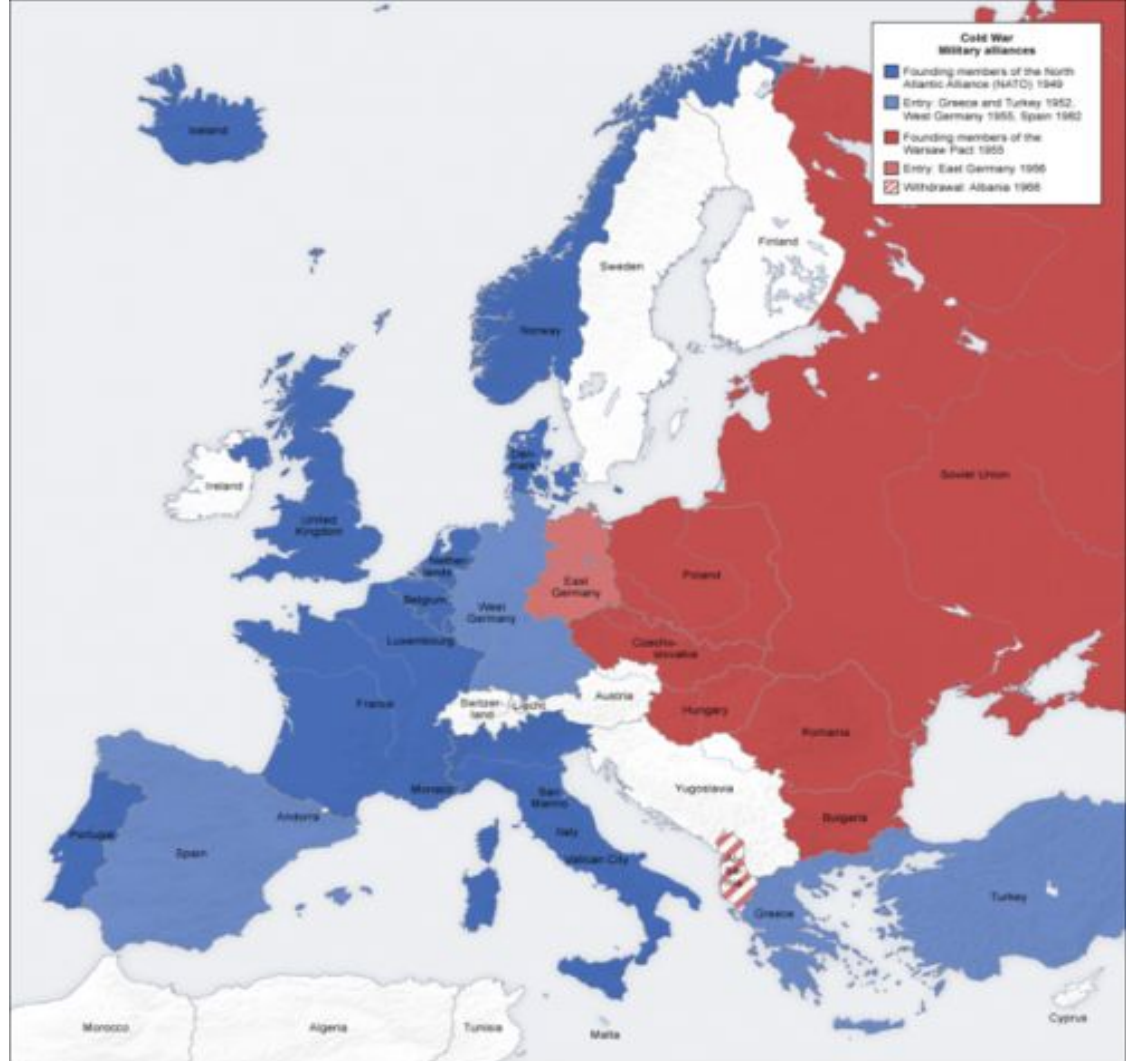 Cold War
Military alliances
Founding members of the North
Atlantic Alliance (NATO) 1949
Entry: Greece and Turkey 1952,
West Germany 1955, Spain 1982
Founding members of the
Warsaw Pact 1955
Entry: East Germany 1956
Withdrawal: Albania 1968
Iceland
Finland
Sweden
Norway
Den-
mark
Soviet Union
Ireland
United
Kingdom
Nether-
lands
East
Germany
Poland
Belgium
West
Germany
Luxembourg
Czecho-
slovakia
France
Switzer-
land
Liecht.
Austria
Hungary
Romania
Monaco
San
Marino
Yugoslavia
Andorra
Bulgaria
Portugal
Spain
Italy
Vatican City
Greece
Turkey
Morocco
Algeria
Tunisia
Malta
Cyprus